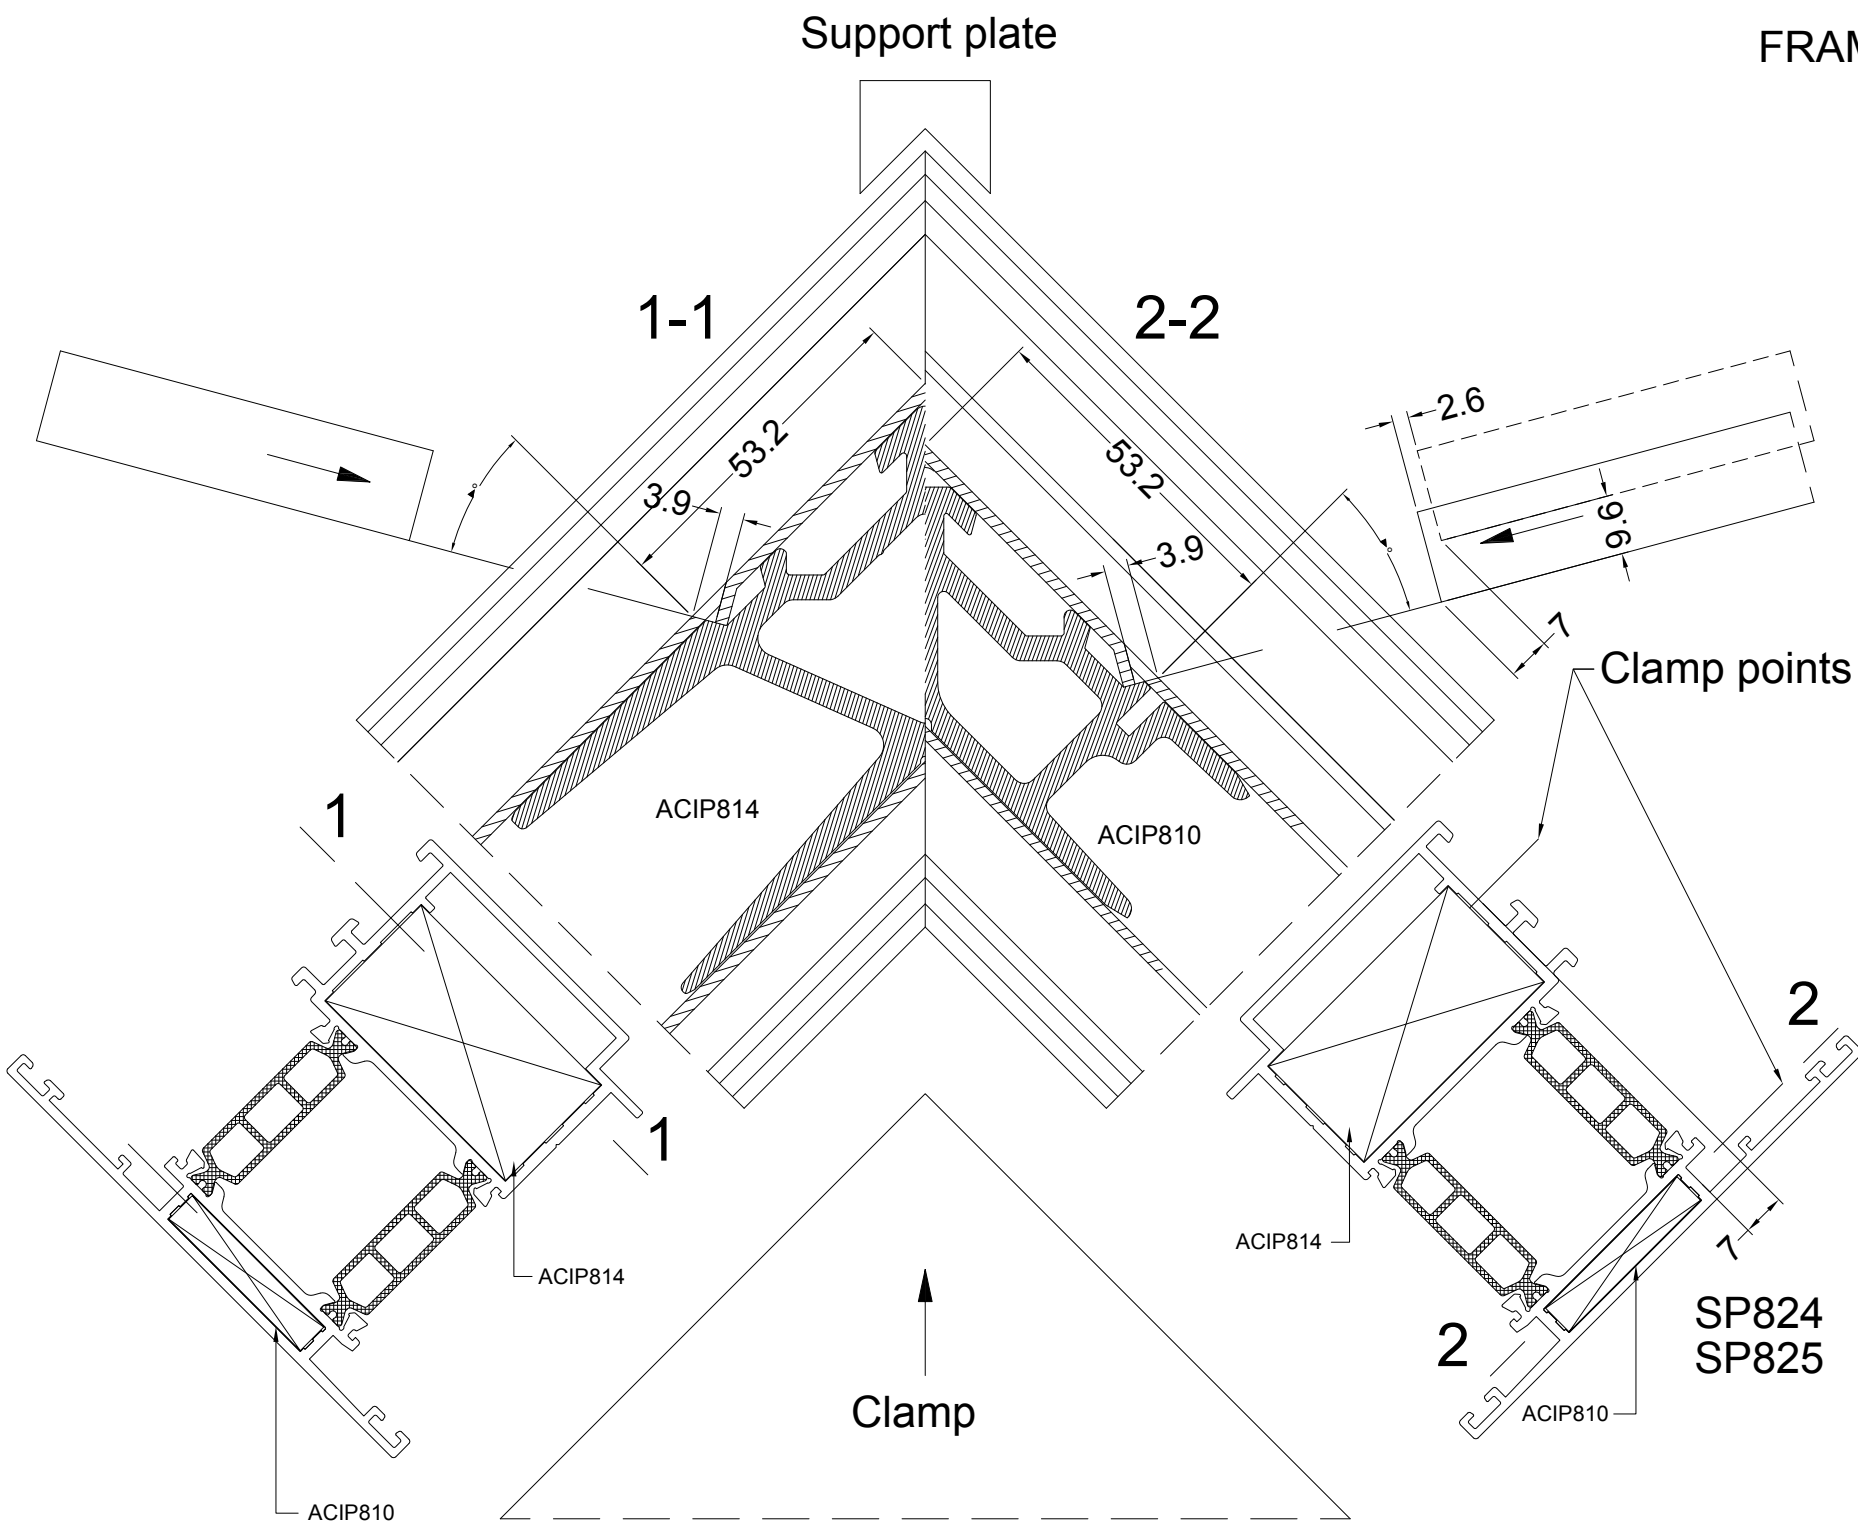 Support plate
FRAM
1-1
2-2
2.6
53.2
53.2
3.9
3.9
9.6
°
°
7
Clamp points
1
ACIP814
ACIP810
2
1
ACIP814
ACIP814
7
SP824
SP825
2
Clamp
ACIP810
ACIP810